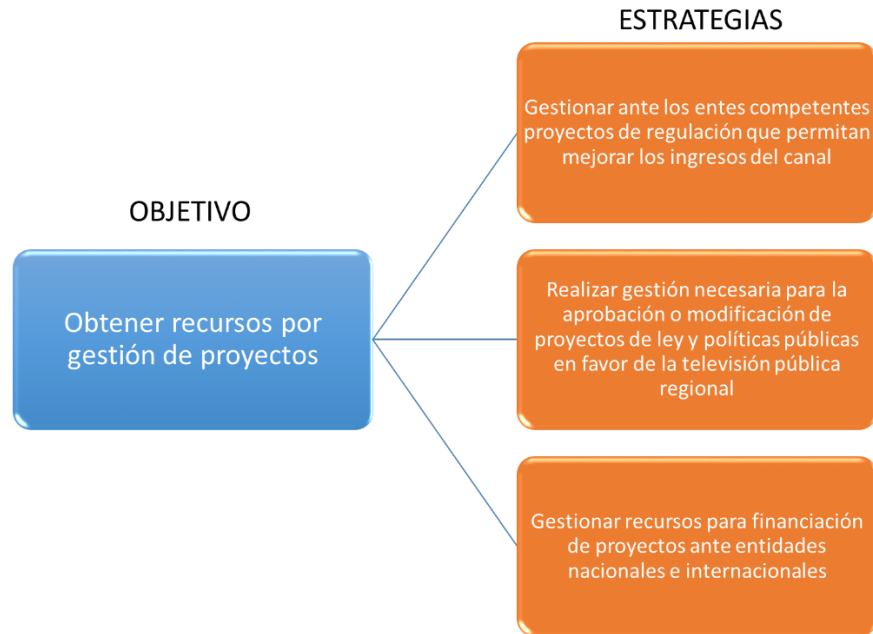 ESTRATEGIAS
Gestionar ante los entes competentes
proyectos de regulación que permitan
mejorar los ingresos del canal
OBJETIVO
Obtener recursos por
gestión de proyectos
Realizar gestión necesaria para la
aprobación o modificación de
proyectos de ley y políticas públicas
en favor de la televisión pública
regional
Gestionar recursos para financiación
de proyectos ante entidades
nacionales e internacionales